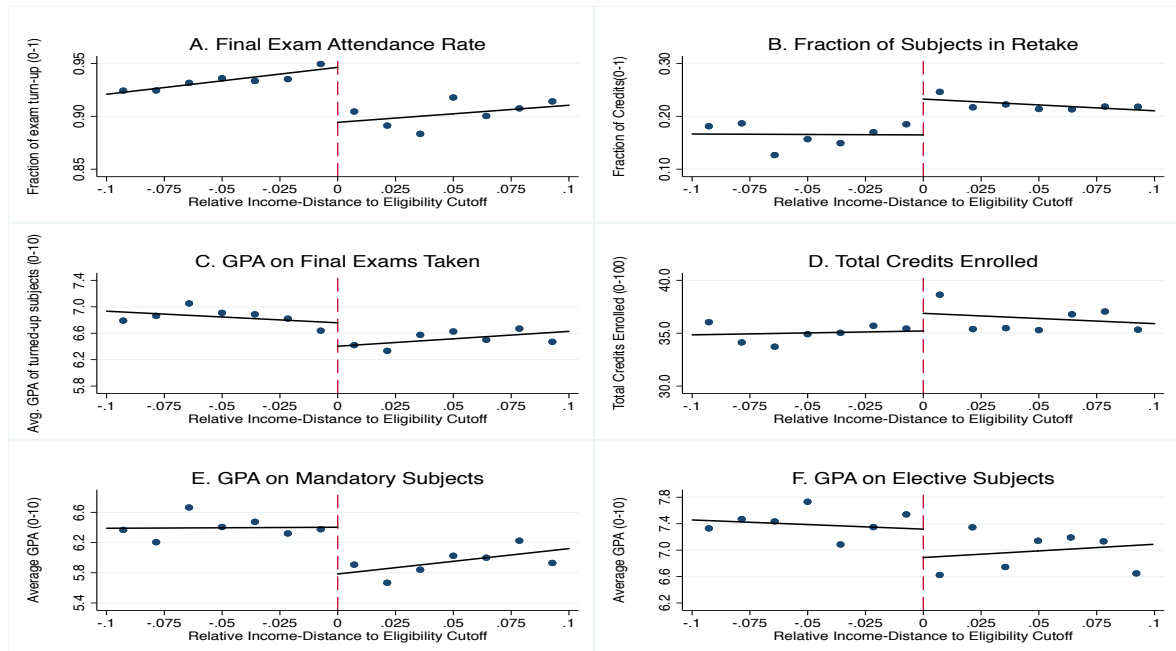 A. Final Exam Attendance Rate
Fraction of exam turn-up (0-1)
0.95
0.90
0.85
-.1 -.075 -.05 -.025 0 .025 .05 .075 .1
Relative Income-Distance to Eligibility Cutoff
B. Fraction of Subjects in Retake
Fraction of Credits(0-1)
0.30
0.20
0.10
-.1 -.075 -.05 -.025 0 .025 .05 .075 .1
Relative Income-Distance to Eligibility Cutoff
C. GPA on Final Exams Taken
Avg. GPA of turned-up subjects (0-10)
7.4
7.0
6.6
6.2
5.8
-.1 -.075 -.05 -.025 0 .025 .05 .075 .1
Relative Income-Distance to Eligibility Cutoff
D. Total Credits Enrolled
Total Credits Enrolled (0-100)
40.0
35.0
30.0
-.1 -.075 -.05 -.025 0 .025 .05 .075 .1
Relative Income-Distance to Eligibility Cutoff
E. GPA on Mandatory Subjects
Average GPA (0-10)
6.6
6.2
5.8
5.4
-.1 -.075 -.05 -.025 0 .025 .05 .075 .1
Relative Income-Distance to Eligibility Cutoff
F. GPA on Elective Subjects
Average GPA (0-10)
7.8
7.4
7.0
6.6
6.2
-.1 -.075 -.05 -.025 0 .025 .05 .075 .1
Relative Income-Distance to Eligibility Cutoff